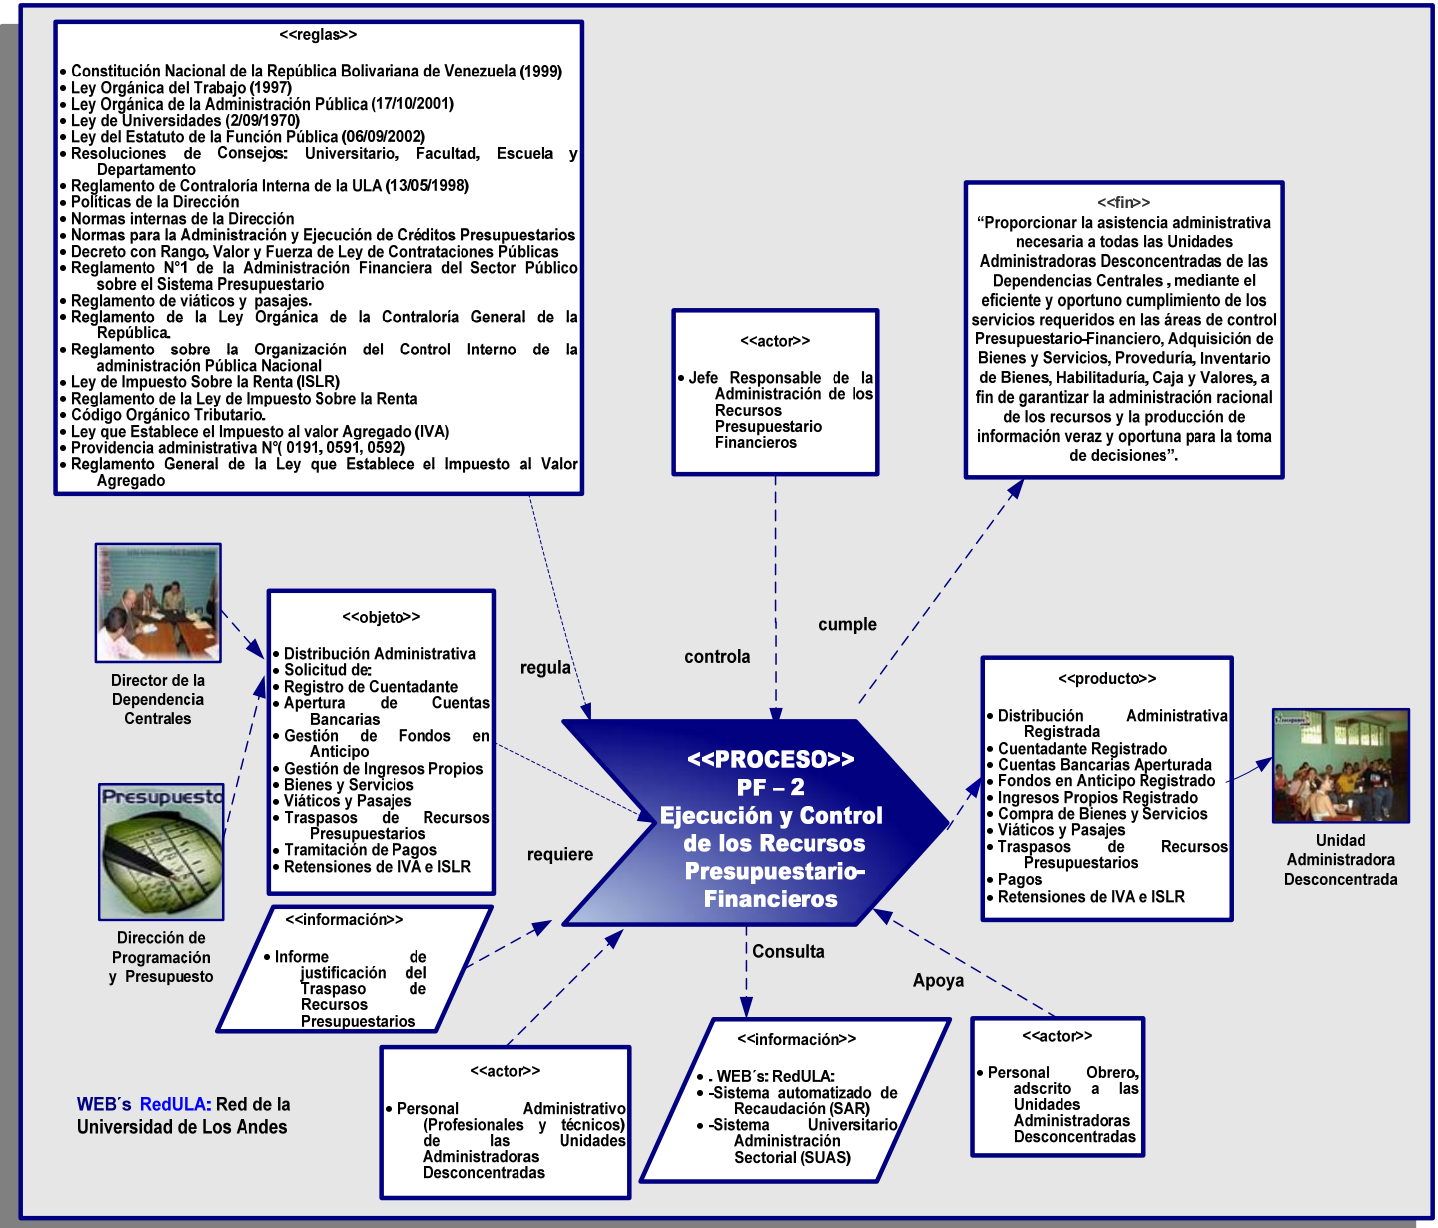 <<reglas>>
• Constitución Nacional de la República Bolivariana de Venezuela (1999)
• Ley Orgánica del Trabajo (1997)
• Ley Orgánica de la Administración Pública (17/10/2001)
• Ley de Universidades (2/09/1970)
• Ley del Estatuto de la Función Pública (06/09/2002)
• Resoluciones de Consejos: Universitario, Facultad, Escuela y
Departamento
• Reglamento de Contraloría Interna de la ULA (13/05/1998)
• Políticas de la Dirección
• Normas internas de la Dirección
• Normas para la Administración y Ejecución de Créditos Presupuestarios
• Decreto con Rango, Valor y Fuerza de Ley de Contrataciones Públicas
• Reglamento N°1 de la Administración Financiera del Sector Público
sobre el Sistema Presupuestario
• Reglamento de viáticos y pasajes.
• Reglamento de la Ley Orgánica de la Contraloría General de la
República.
• Reglamento sobre la Organización del Control Interno de la
administración Pública Nacional
• Ley de Impuesto Sobre la Renta (ISLR)
• Reglamento de la Ley de Impuesto Sobre la Renta
• Código Orgánico Tributario.
• Ley que Establece el Impuesto al valor Agregado (IVA)
• Providencia administrativa N°( 0191, 0591, 0592)
• Reglamento General de la Ley que Establece el Impuesto al Valor
Agregado
<<actor>>
• Jefe Responsable de la
Administración de los
Recursos
Presupuestario
Financieros
<<fin>>
“Proporcionar la asistencia administrativa
necesaria a todas las Unidades
Administradoras Desconcentradas de las
Dependencias Centrales , mediante el
eficiente y oportuno cumplimiento de los
servicios requeridos en las áreas de control
Presupuestario-Financiero, Adquisición de
Bienes y Servicios, Proveduría, Inventario
de Bienes, Habilitaduría, Caja y Valores, a
fin de garantizar la administración racional
de los recursos y la producción de
información veraz y oportuna para la toma
de decisiones”.
regula
controla
cumple
Director de la
Dependencia
Centrales
Presupuesto
Dirección de
Programación
y Presupuesto
<<objeto>>
• Distribución Administrativa
• Solicitud de:
• Registro de Cuentadante
• Apertura de Cuentas
Bancarias
• Gestión de Fondos en
Anticipo
• Gestión de Ingresos Propios
• Bienes y Servicios
• Viáticos y Pasajes
• Traspasos de Recursos
Presupuestarios
• Tramitación de Pagos
• Retensiones de IVA e ISLR
requiere
<<PROCESO>>
PF – 2
Ejecución y Control
de los Recursos
Presupuestario-
Financieros
<<producto>>
• Distribución Administrativa
Registrada
• Cuentadante Registrado
• Cuentas Bancarias Aperturada
• Fondos en Anticipo Registrado
• Ingresos Propios Registrado
• Compra de Bienes y Servicios
• Viáticos y Pasajes
• Traspasos de Recursos
Presupuestarios
• Pagos
• Retensiones de IVA e ISLR
Unidad
Administradora
Desconcentrada
<<información>>
• Informe de
justificación del
Traspaso de
Recursos
Presupuestarios
Consulta
Apoya
<<actor>>
• Personal Administrativo
(Profesionales y técnicos)
de las Unidades
Administradoras
Desconcentradas
<<información>>
• . WEB's: RedULA:
• -Sistema automatizado de
Recaudación (SAR)
• -Sistema Universitario
Administración
Sectorial (SUAS)
<<actor>>
• Personal Obrero,
adscrito a las
Unidades
Administradoras
Desconcentradas
WEB´s RedULA: Red de la
Universidad de Los Andes